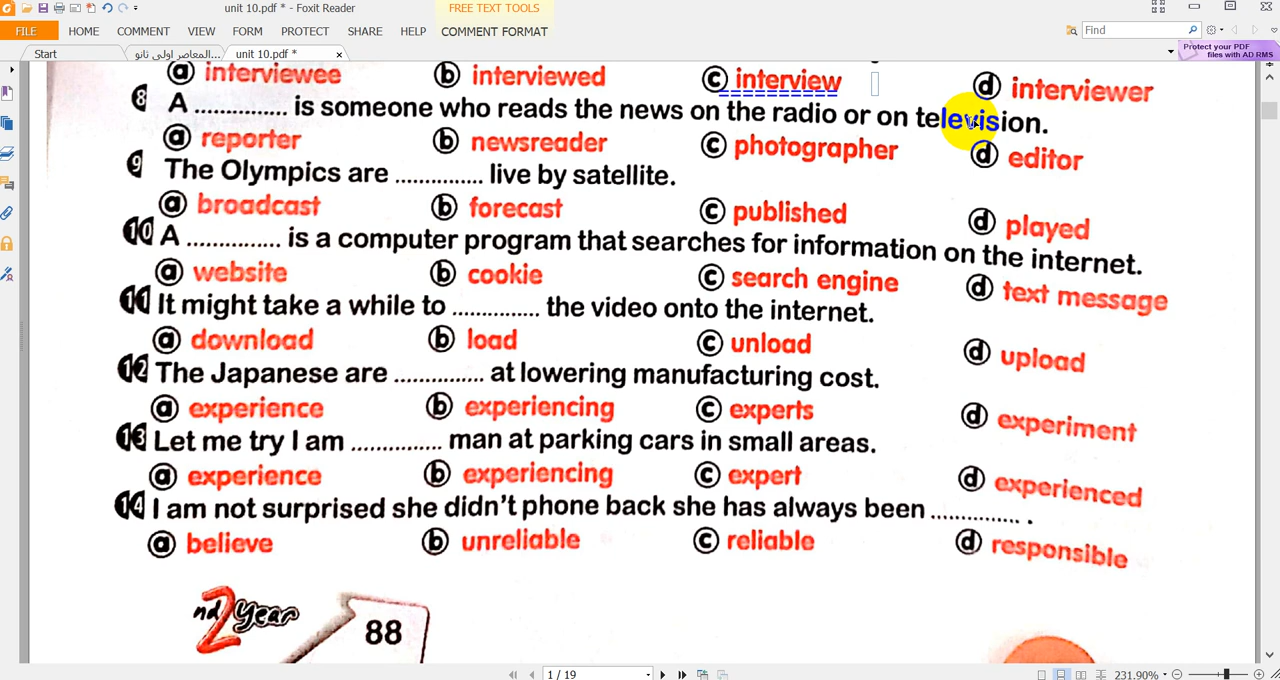 unit 10.pdf * - Foxit Reader
FREE TEXT TOOLS
FILE HOME COMMENT VIEW FORM PROTECT SHARE HELP COMMENT FORMAT
Find
Start المعاصر اولى ثانو... unit 10.pdf *
Protect your PDF
files with AD RMS
a interviewee b interviewed c interview d interviewer
8 A .............. is someone who reads the news on the radio or on television.
a reporter b newsreader c photographer d editor
9 The Olympics are .............. live by satellite.
a broadcast b forecast c published d played
10 A .............. is a computer program that searches for information on the internet.
a website b cookie c search engine d text message
11 It might take a while to .............. the video onto the internet.
a download b load c unload d upload
12 The Japanese are .............. at lowering manufacturing cost.
a experience b experiencing c experts d experiment
13 Let me try I am .............. man at parking cars in small areas.
a experience b experiencing c expert d experienced
14 I am not surprised she didn't phone back she has always been .............. .
a believe b unreliable c reliable d responsible
2nd Year
88
1 / 19
231.90%